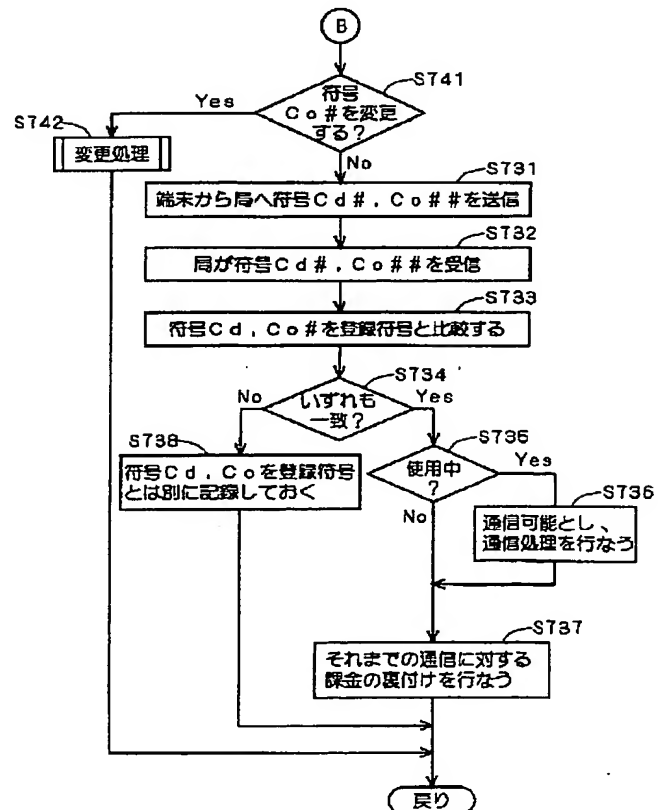 B
S741
符号
Co#を変更
する?
Yes
No
S742
変更処理
S731
端末から局へ符号Cd#,Co##を送信
S732
局が符号Cd#,Co##を受信
S733
符号Cd,Co#を登録符号と比較する
S734
いずれも
一致?
No
Yes
S738
符号Cd,Coを登録符号
とは別に記録しておく
S735
使用中
?
Yes
No
S736
通信可能とし、
通信処理を行なう
S737
それまでの通信に対する
課金の裏付けを行なう
戻り